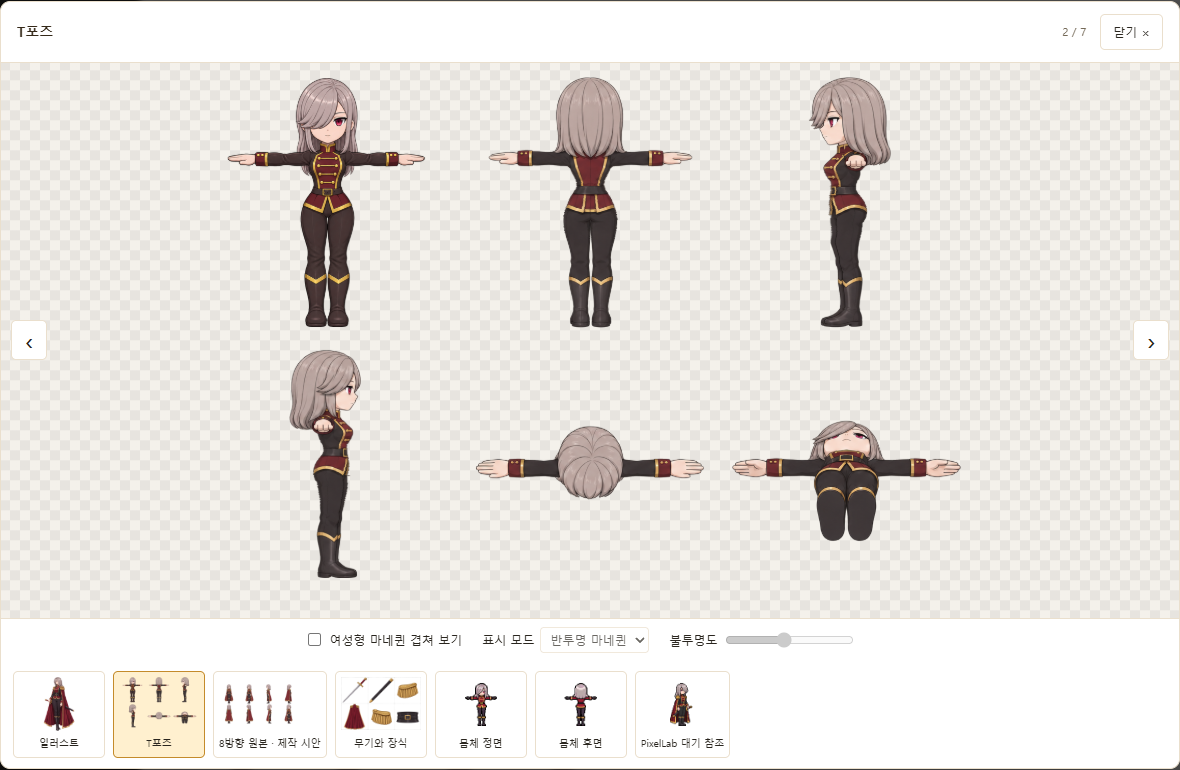 T포즈
2 / 7
닫기 ×
‹
›
여성형 마네퀸 겹쳐 보기
표시 모드
반투명 마네퀸
불투명도
일러스트
T포즈
8방향 원본 · 제작 시안
무기와 장식
몸체 정면
몸체 후면
PixelLab 대기 참조